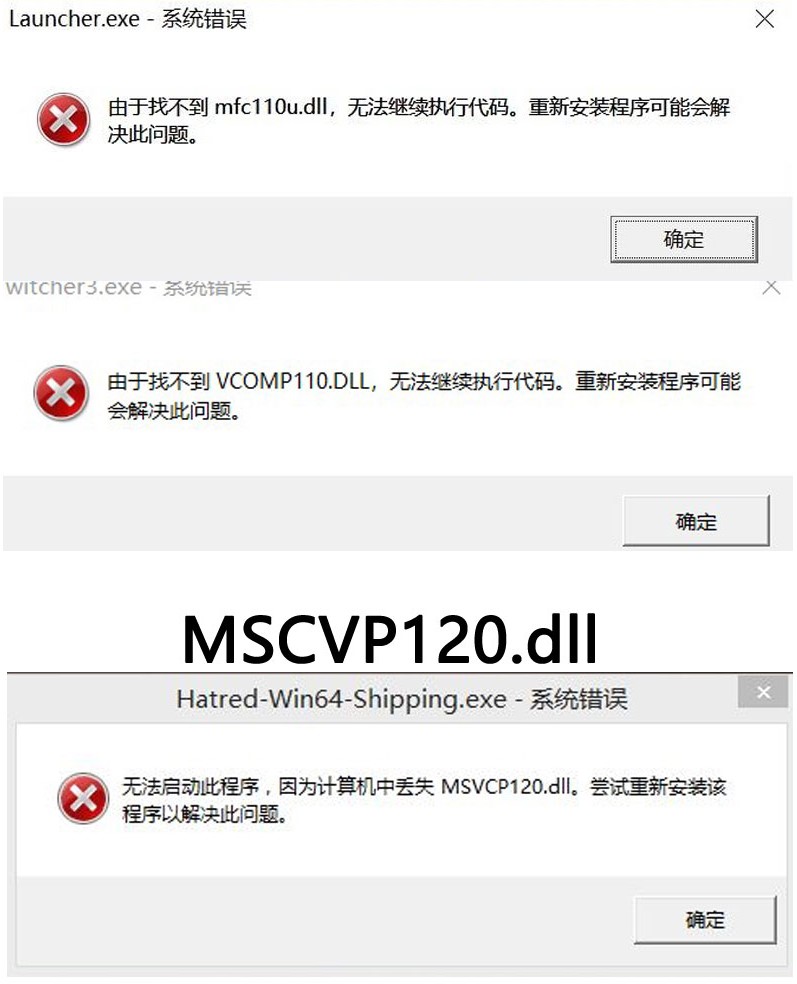 Launcher.exe - 系统错误
由于找不到 mfc110u.dll，无法继续执行代码。重新安装程序可能会解
决此问题。
确定
witcher3.exe - 系统错误
由于找不到 VCOMP110.DLL，无法继续执行代码。重新安装程序可能
会解决此问题。
确定
MSCVP120.dll
Hatred-Win64-Shipping.exe - 系统错误
无法启动此程序，因为计算机中丢失 MSVCP120.dll。尝试重新安装该
程序以解决此问题。
确定